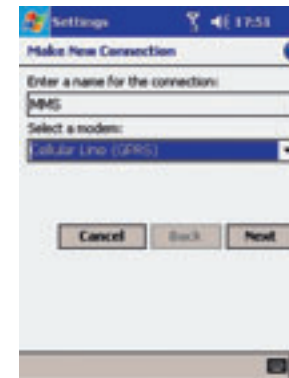 Settings 17:51
Make New Connection
Enter a name for the connection:
MMS
Select a modem:
Cellular Line (GPRS)
Cancel Back Next